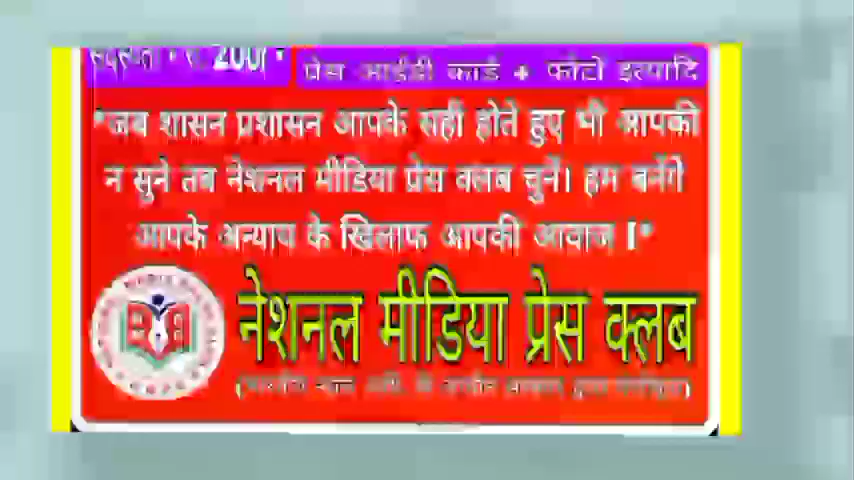 प्रेस आईडी कार्ड + फोटो इत्यादि
"जब शासन प्रशासन आपके सही होते हुए भी आपकी
न सुने तब नेशनल मीडिया प्रेस क्लब चुनें। हम बनेंगे
आपके अन्याय के खिलाफ आपकी आवाज ।"
नेशनल मीडिया प्रेस क्लब